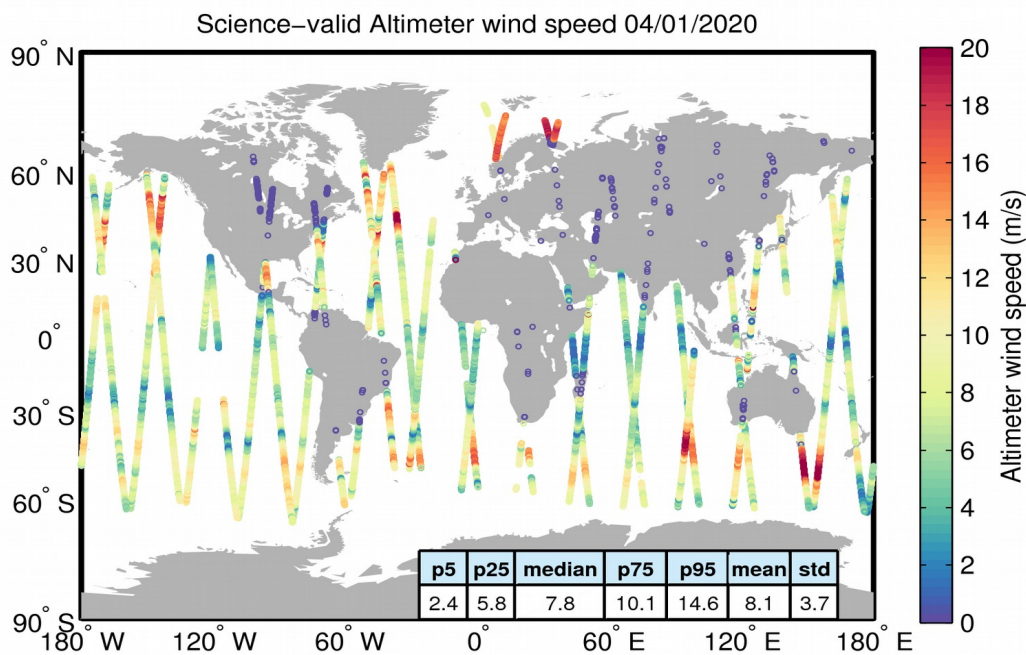 Science−valid Altimeter wind speed 04/01/2020
90° N
60° N
30° N
0°
30° S
60° S
90° S
180° W
120° W
60° W
0°
60° E
120° E
180° E
20
18
16
14
12
10
8
6
4
2
0
Altimeter wind speed (m/s)
p5 p25 median p75 p95 mean std
2.4 5.8 7.8 10.1 14.6 8.1 3.7